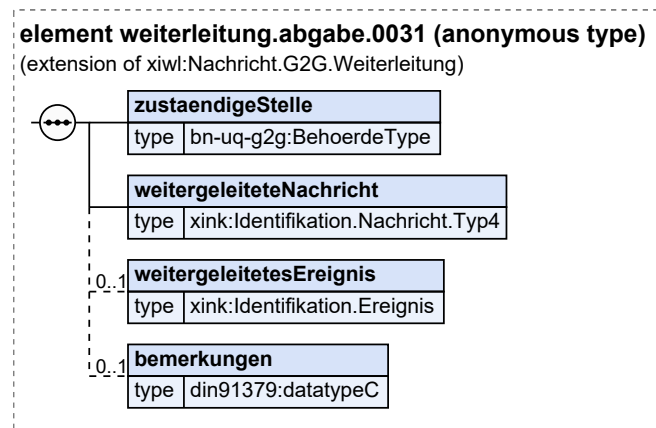 element weiterleitung.abgabe.0031 (anonymous type)
(extension of xiwl:Nachricht.G2G.Weiterleitung)
zustaendigeStelle
type bn-uq-g2g:BehoerdeType
weitergeleiteteNachricht
type xink:Identifikation.Nachricht.Typ4
0..1 weitergeleitetesEreignis
type xink:Identifikation.Ereignis
0..1 bemerkungen
type din91379:datatypeC